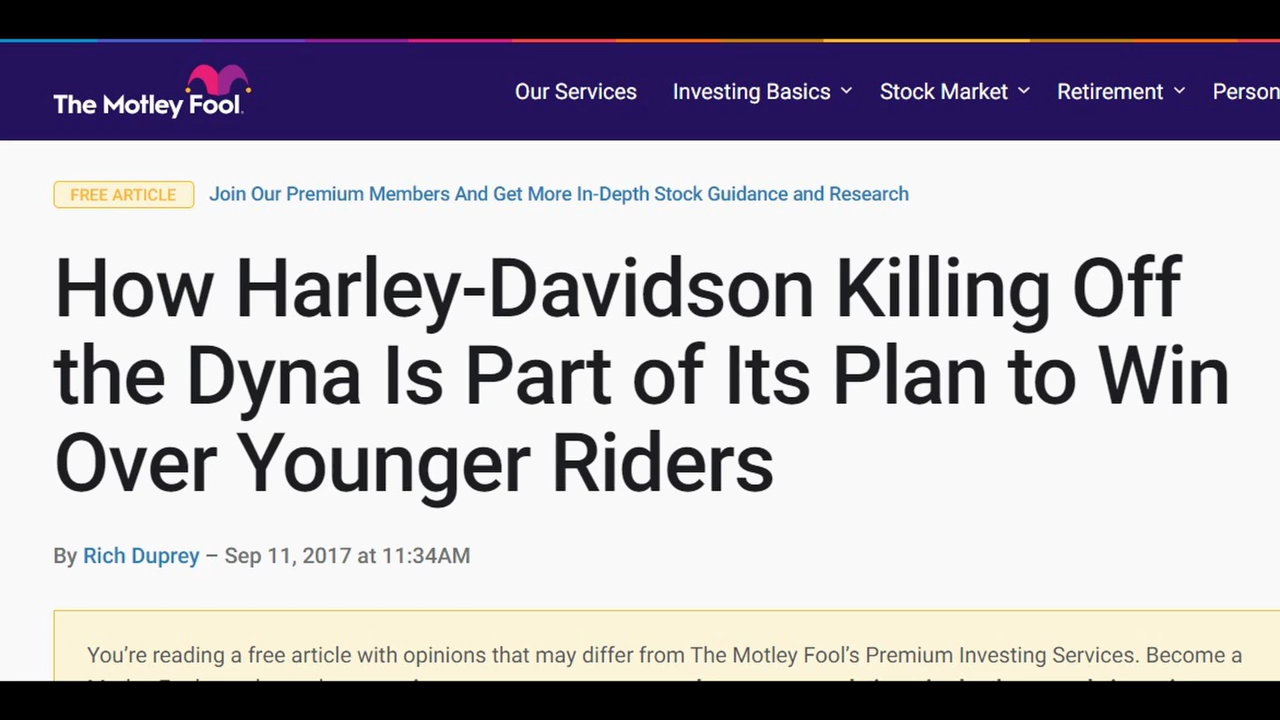 The Motley Fool.
Our Services
Investing Basics
Stock Market
Retirement
Person
FREE ARTICLE
Join Our Premium Members And Get More In-Depth Stock Guidance and Research
How Harley-Davidson Killing Off
the Dyna Is Part of Its Plan to Win
Over Younger Riders
By Rich Duprey – Sep 11, 2017 at 11:34AM
You’re reading a free article with opinions that may differ from The Motley Fool’s Premium Investing Services. Become a